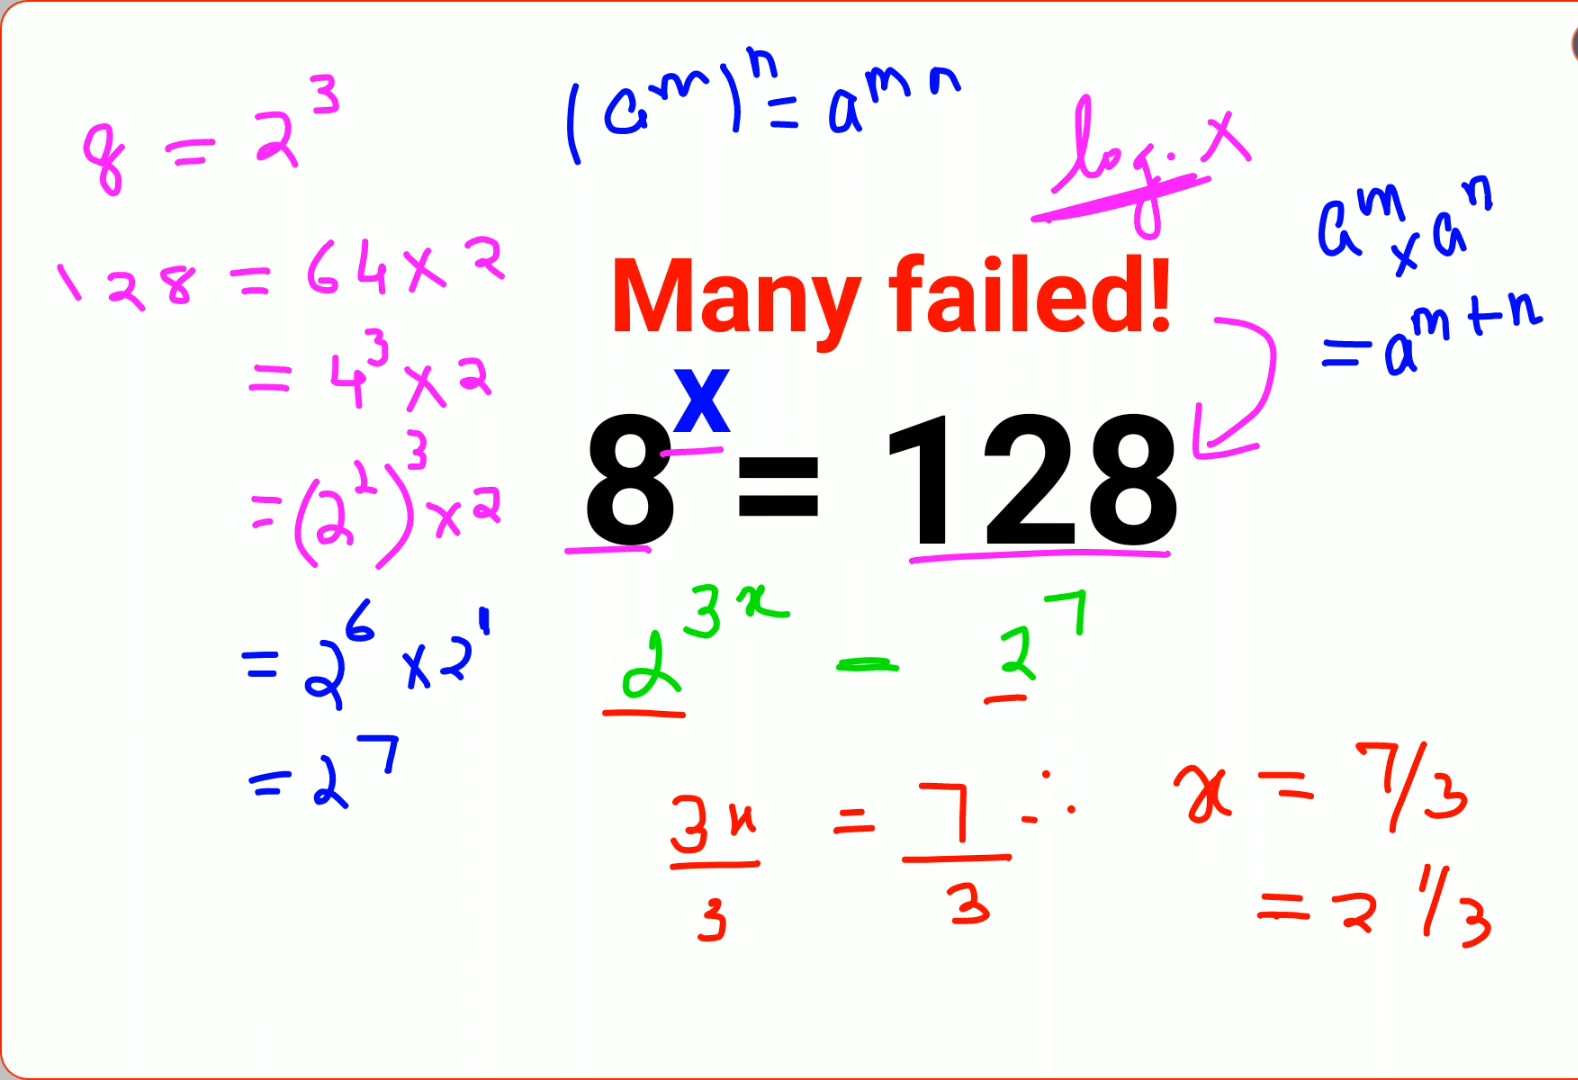 8 = 2³
128 = 64 x 2
= 4³ x 2
= (2²)³ x 2
= 2⁶ x 2¹
= 2⁷
(aᵐ)ⁿ = aᵐⁿ
log. X
aᵐ x aⁿ
= aᵐ⁺ⁿ
Many failed!
8ˣ = 128
2³ˣ = 2⁷
3x/3 = 7/3 ∴ x = 7/3
= 2 1/3